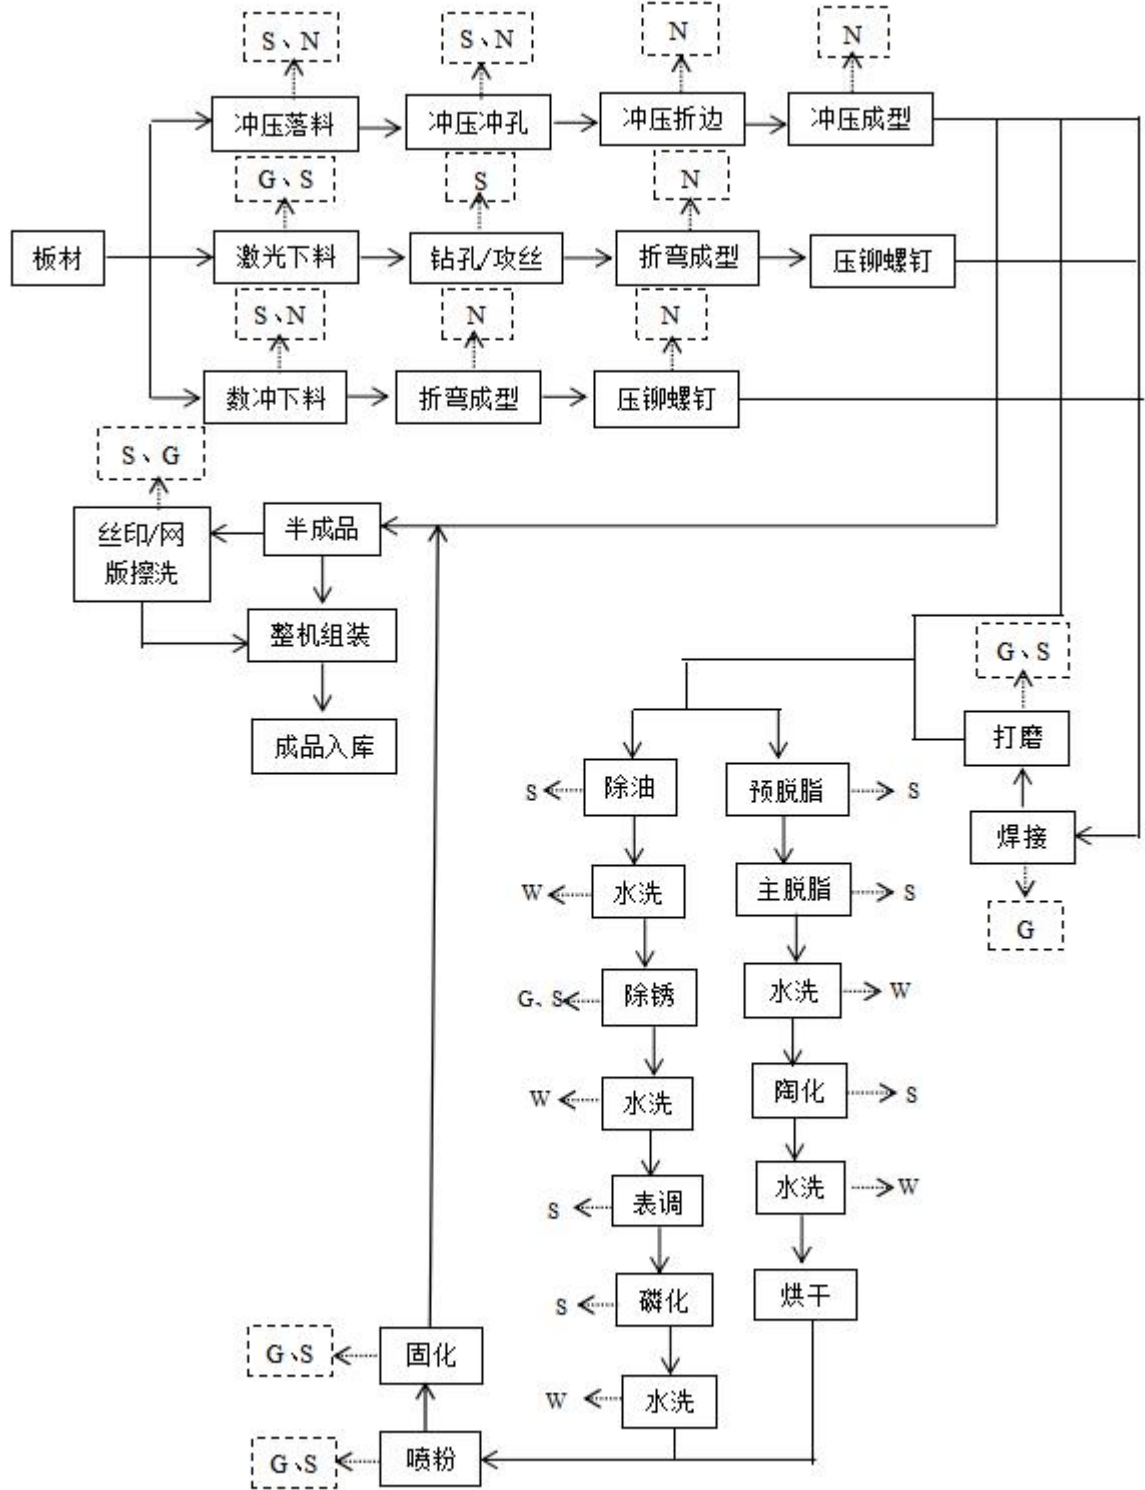 S、N
S、N
N
N
冲压落料
冲压冲孔
冲压折边
冲压成型
G、S
S
N
板材
激光下料
钻孔/攻丝
折弯成型
压铆螺钉
S、N
N
N
数冲下料
折弯成型
压铆螺钉
S、G
丝印/网
版擦洗
半成品
整机组装
成品入库
G、S
打磨
焊接
G
除油
S
预脱脂
S
水洗
W
主脱脂
S
除锈
G、S
水洗
W
水洗
W
陶化
S
表调
S
水洗
W
磷化
S
烘干
G、S
固化
水洗
W
G、S
喷粉